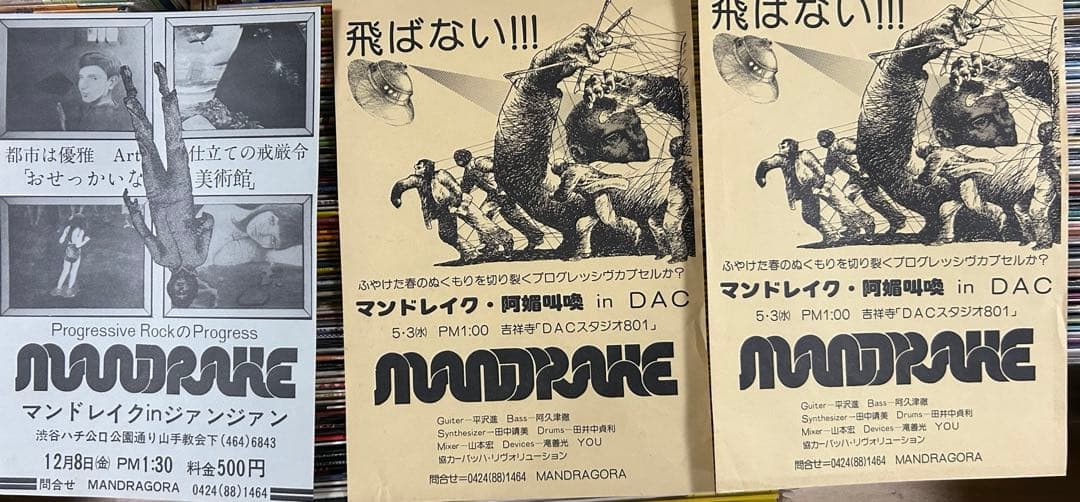 都市は優雅 Art 仕立ての戒厳令
「おせっかいな 美術館」
Progressive RockのProgress
MANDRAKE
マンドレイクinジァンジァン
渋谷ハチ公口公園通り山手教会下(464)6843
12月8日(金) PM1:30 料金500円
問合せ MANDRAGORA 0424(88)1464
飛ばない!!!
ふやけた春のぬくもりを切り裂くプログレッシヴカプセルか?
マンドレイク・阿媚叫喚 in DAC
5・3(水) PM1:00 吉祥寺「DACスタジオ801」
MANDRAKE
Guiter—平沢進 Bass—阿久津徹
Synthesizer—田中靖美 Drums—田井中貞利
Mixer—山本宏 Devices—滝善光 YOU
協力—バッハ・リヴォリューション
問合せ=0424(88)1464 MANDRAGORA
飛ばない!!!
ふやけた春のぬくもりを切り裂くプログレッシヴカプセルか?
マンドレイク・阿媚叫喚 in DAC
5・3(水) PM1:00 吉祥寺「DACスタジオ801」
MANDRAKE
Guiter—平沢進 Bass—阿久津徹
Synthesizer—田中靖美 Drums—田井中貞利
Mixer—山本宏 Devices—滝善光 YOU
協力—バッハ・リヴォリューション
問合せ=0424(88)1464 MANDRAGORA